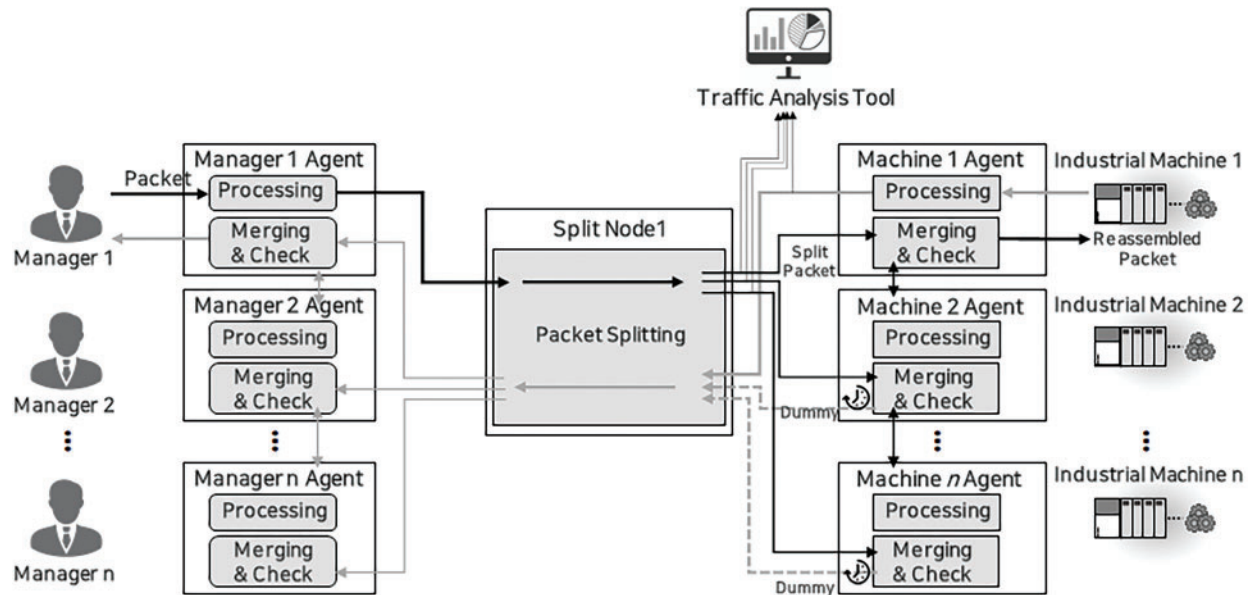 Traffic Analysis Tool
Manager 1 Agent
Packet
Processing
Merging
& Check
Manager 1
Manager 2 Agent
Processing
Merging
& Check
Manager 2
Manager n Agent
Processing
Merging
& Check
Manager n
Split Node1
Packet Splitting
Split
Packet
Dummy
Dummy
Machine 1 Agent
Processing
Merging
& Check
Industrial Machine 1
Reassembled
Packet
Machine 2 Agent
Processing
Merging
& Check
Industrial Machine 2
Machine n Agent
Processing
Merging
& Check
Industrial Machine n